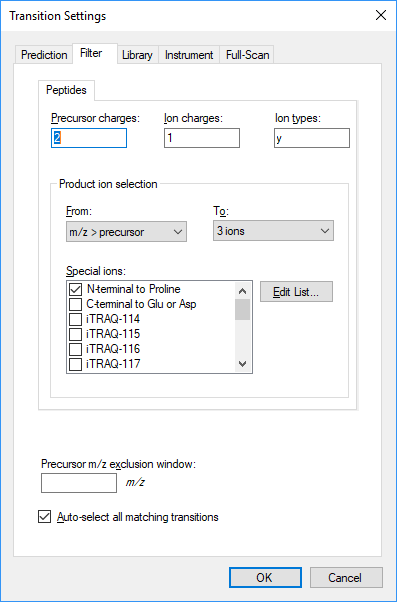 Transition Settings
Prediction Filter Library Instrument Full-Scan
Peptides
Precursor charges: Ion charges: Ion types:
2 1 y
Product ion selection
From: To:
m/z > precursor 3 ions
Special ions:
N-terminal to Proline
Edit List...
C-terminal to Glu or Asp
iTRAQ-114
iTRAQ-115
iTRAQ-116
iTRAQ-117
Precursor m/z exclusion window:
m/z
Auto-select all matching transitions
OK Cancel